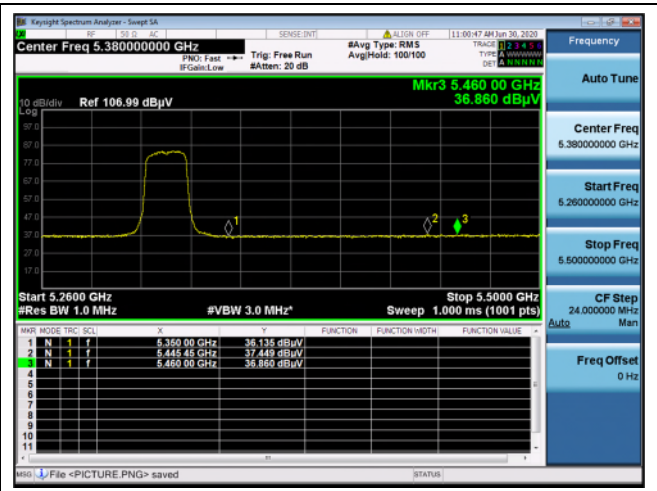 Keysight Spectrum Analyzer - Swept SA
RF 50 Ω AC SENSE:INT ALIGN OFF 11:00:47 AM Jun 30, 2020
Center Freq 5.380000000 GHz
PNO: Fast
IFGain:Low
Trig: Free Run
#Atten: 20 dB
#Avg Type: RMS
Avg|Hold: 100/100
TRACE 1 2 3 4 5 6
TYPE A WWWWW
DET A N N N N N
Mkr3 5.460 00 GHz
36.860 dBµV
10 dB/div Ref 106.99 dBµV
Log
97.0
87.0
77.0
67.0
57.0
47.0
37.0
27.0
17.0
1
2
3
Start 5.2600 GHz Stop 5.5000 GHz
#Res BW 1.0 MHz #VBW 3.0 MHz* Sweep 1.000 ms (1001 pts)
MKR MODE TRC SCL X Y FUNCTION FUNCTION WIDTH FUNCTION VALUE
1 N 1 f 5.350 00 GHz 36.135 dBµV
2 N 1 f 5.445 45 GHz 37.449 dBµV
3 N 1 f 5.460 00 GHz 36.860 dBµV
4
5
6
7
8
9
10
11
MSG File <PICTURE.PNG> saved STATUS
Frequency
Auto Tune
Center Freq
5.380000000 GHz
Start Freq
5.260000000 GHz
Stop Freq
5.500000000 GHz
CF Step
24.000000 MHz
Auto Man
Freq Offset
0 Hz